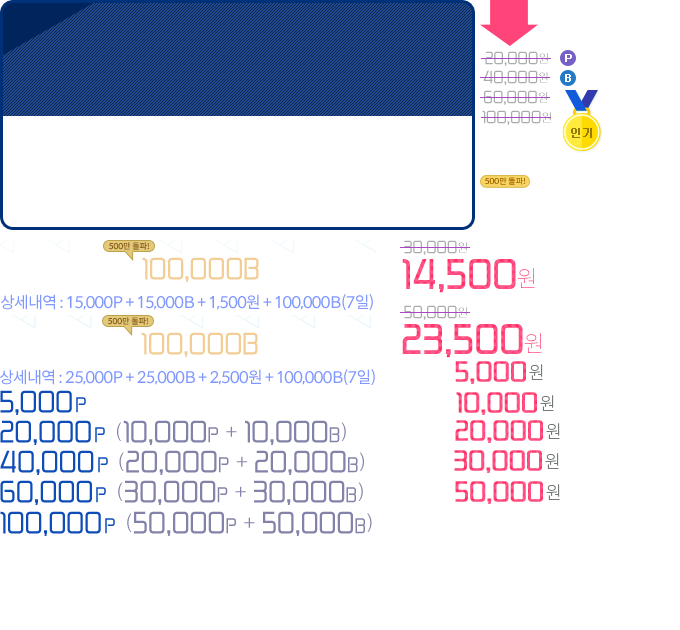 20,000원
P
40,000원
B
60,000원
100,000원
인기
500만 돌파!
500만 돌파!
100,000B
30,000원
14,500원
상세내역 : 15,000P + 15,000B + 1,500원 + 100,000B(7일)
500만 돌파!
100,000B
50,000원
23,500원
상세내역 : 25,000P + 25,000B + 2,500원 + 100,000B(7일)
5,000원
5,000P
10,000원
20,000P (10,000P + 10,000B)
20,000원
40,000P (20,000P + 20,000B)
30,000원
60,000P (30,000P + 30,000B)
50,000원
100,000P (50,000P + 50,000B)